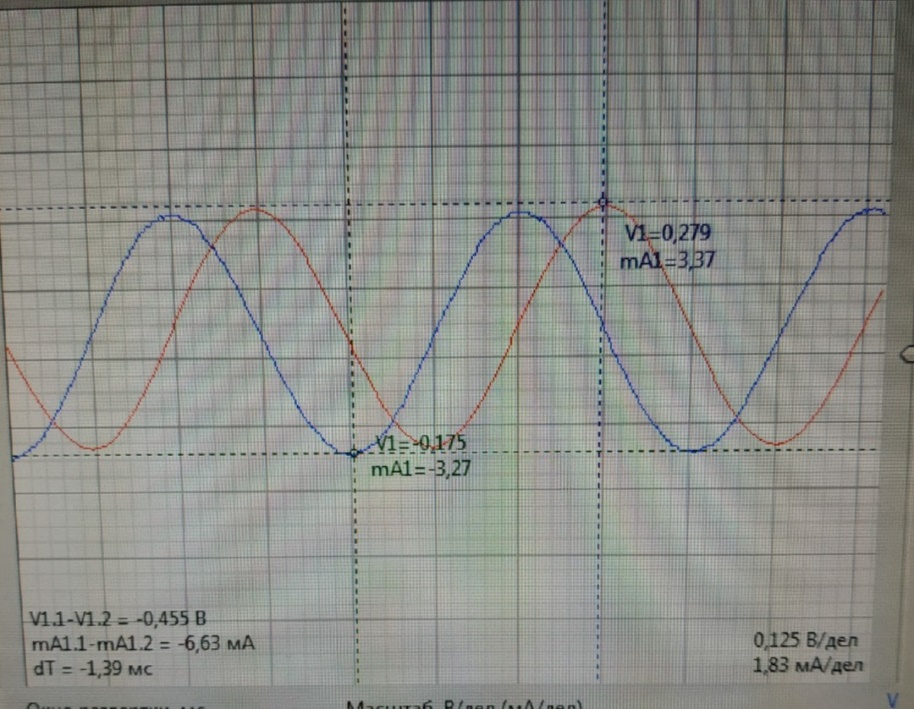 V1=0,279
mA1=3,37
V1=-0,175
mA1=-3,27
V1.1-V1.2 = -0,455 В
mA1.1-mA1.2 = -6,63 мА
dT = -1,39 мс
0,125 В/дел
1,83 мА/дел
Масштаб, В/дел (мА/дел)
V